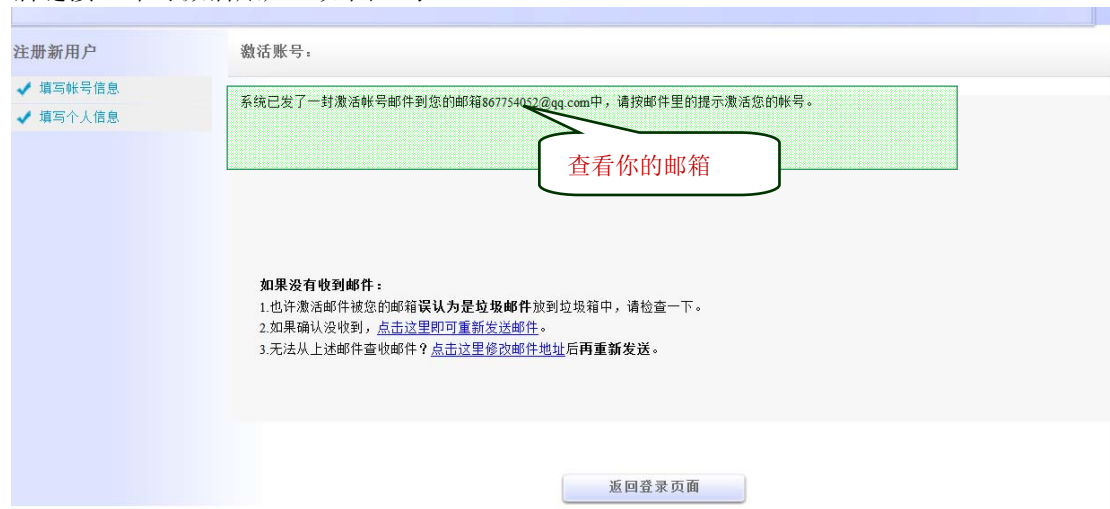 注册新用户
激活账号：
填写帐号信息
填写个人信息
系统已发了一封激活帐号邮件到您的邮箱867754052@qq.com中，请按邮件里的提示激活您的帐号。
查看你的邮箱
如果没有收到邮件：
1.也许激活邮件被您的邮箱误认为是垃圾邮件放到垃圾箱中，请检查一下。
2.如果确认没收到，点击这里即可重新发送邮件。
3.无法从上述邮件查收邮件？点击这里修改邮件地址后再重新发送。
返回登录页面